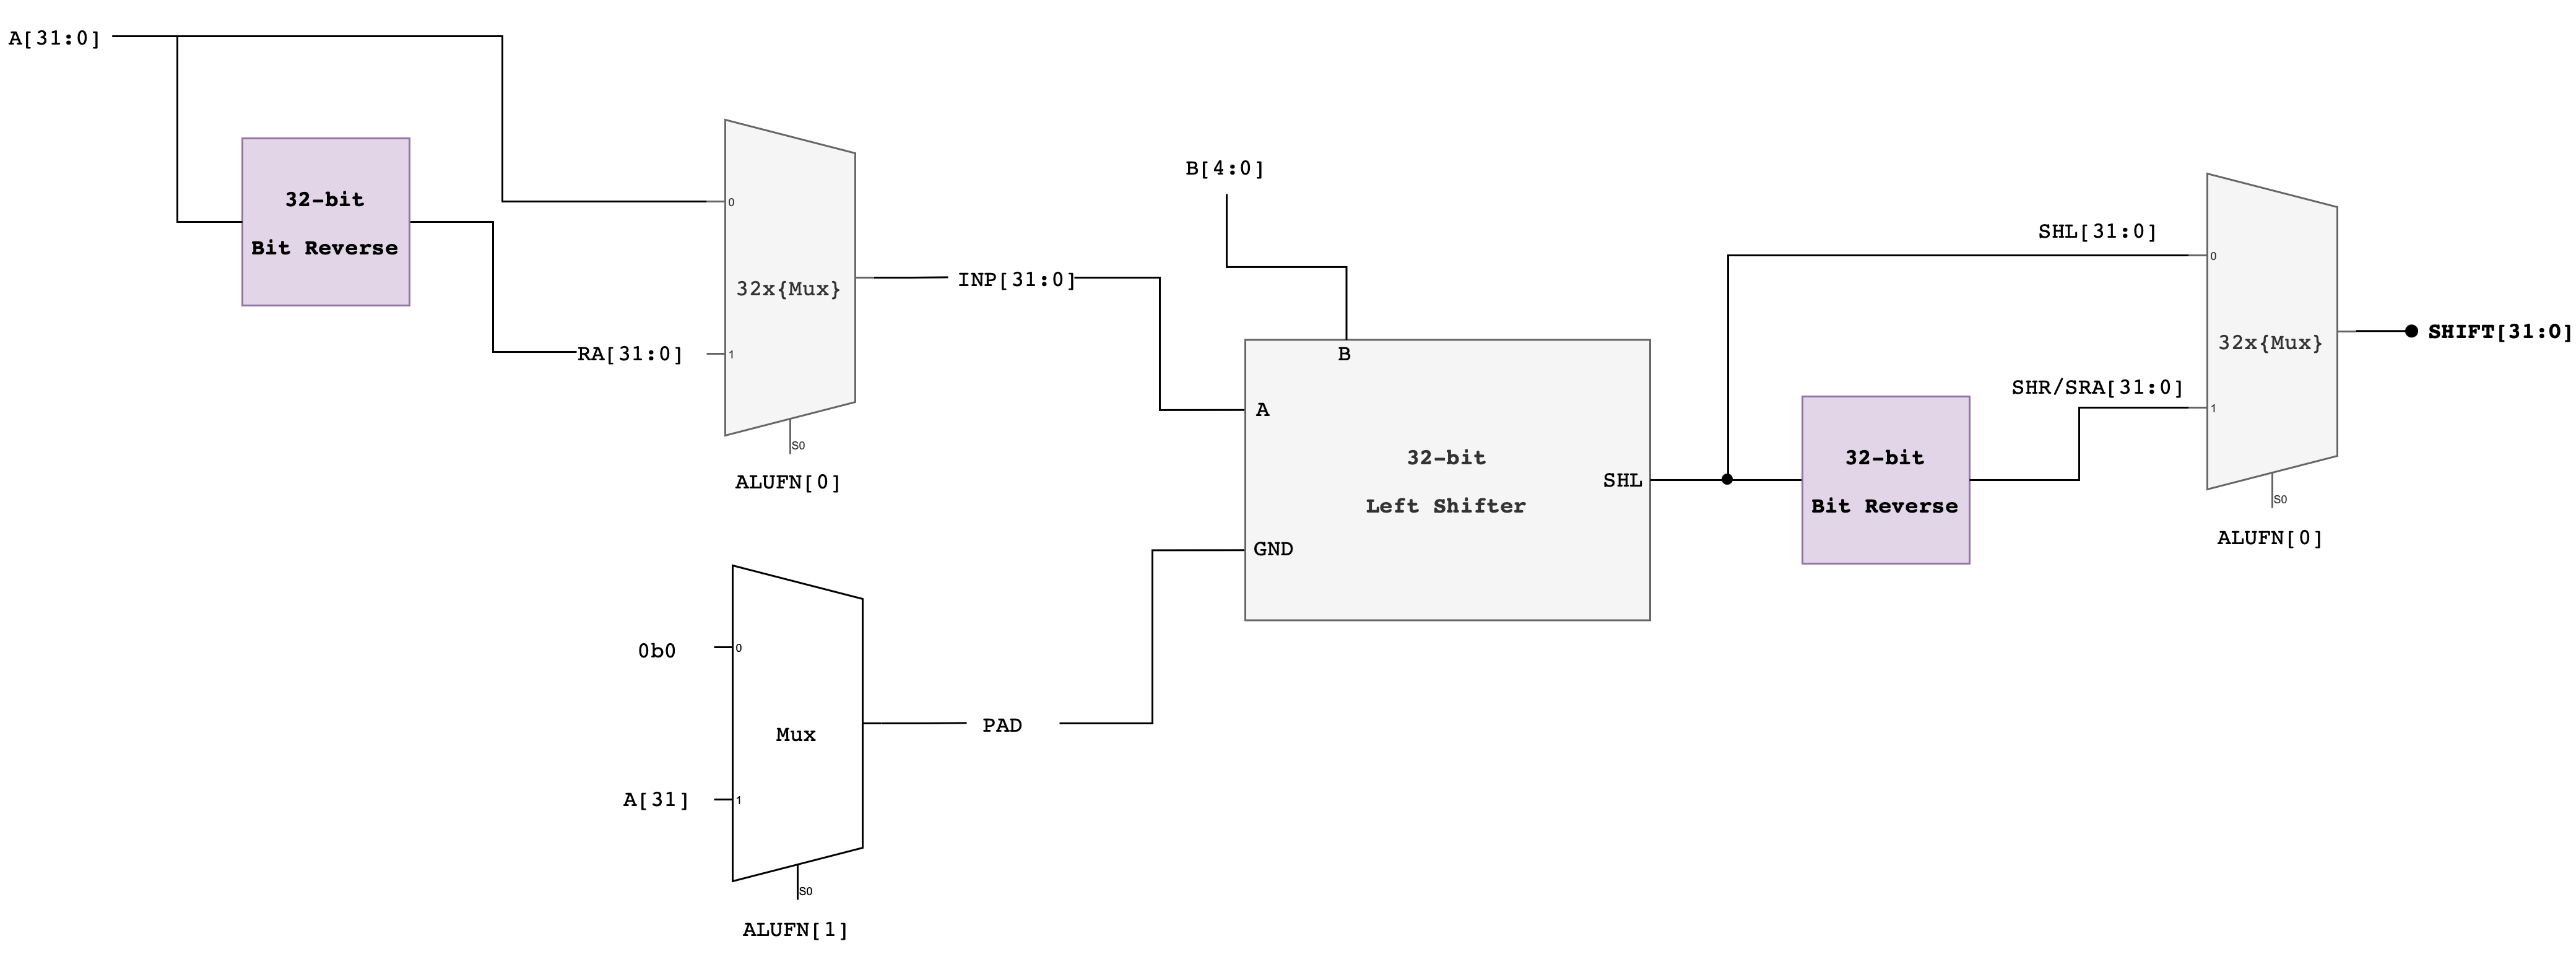 A[31:0]
32-bit
Bit Reverse
RA[31:0]
0
1
32x{Mux}
S0
ALUFN[0]
INP[31:0]
B[4:0]
B
A
GND
32-bit
Left Shifter
SHL
0b0
A[31]
0
1
Mux
S0
ALUFN[1]
PAD
32-bit
Bit Reverse
SHL[31:0]
SHR/SRA[31:0]
0
1
32x{Mux}
S0
ALUFN[0]
SHIFT[31:0]